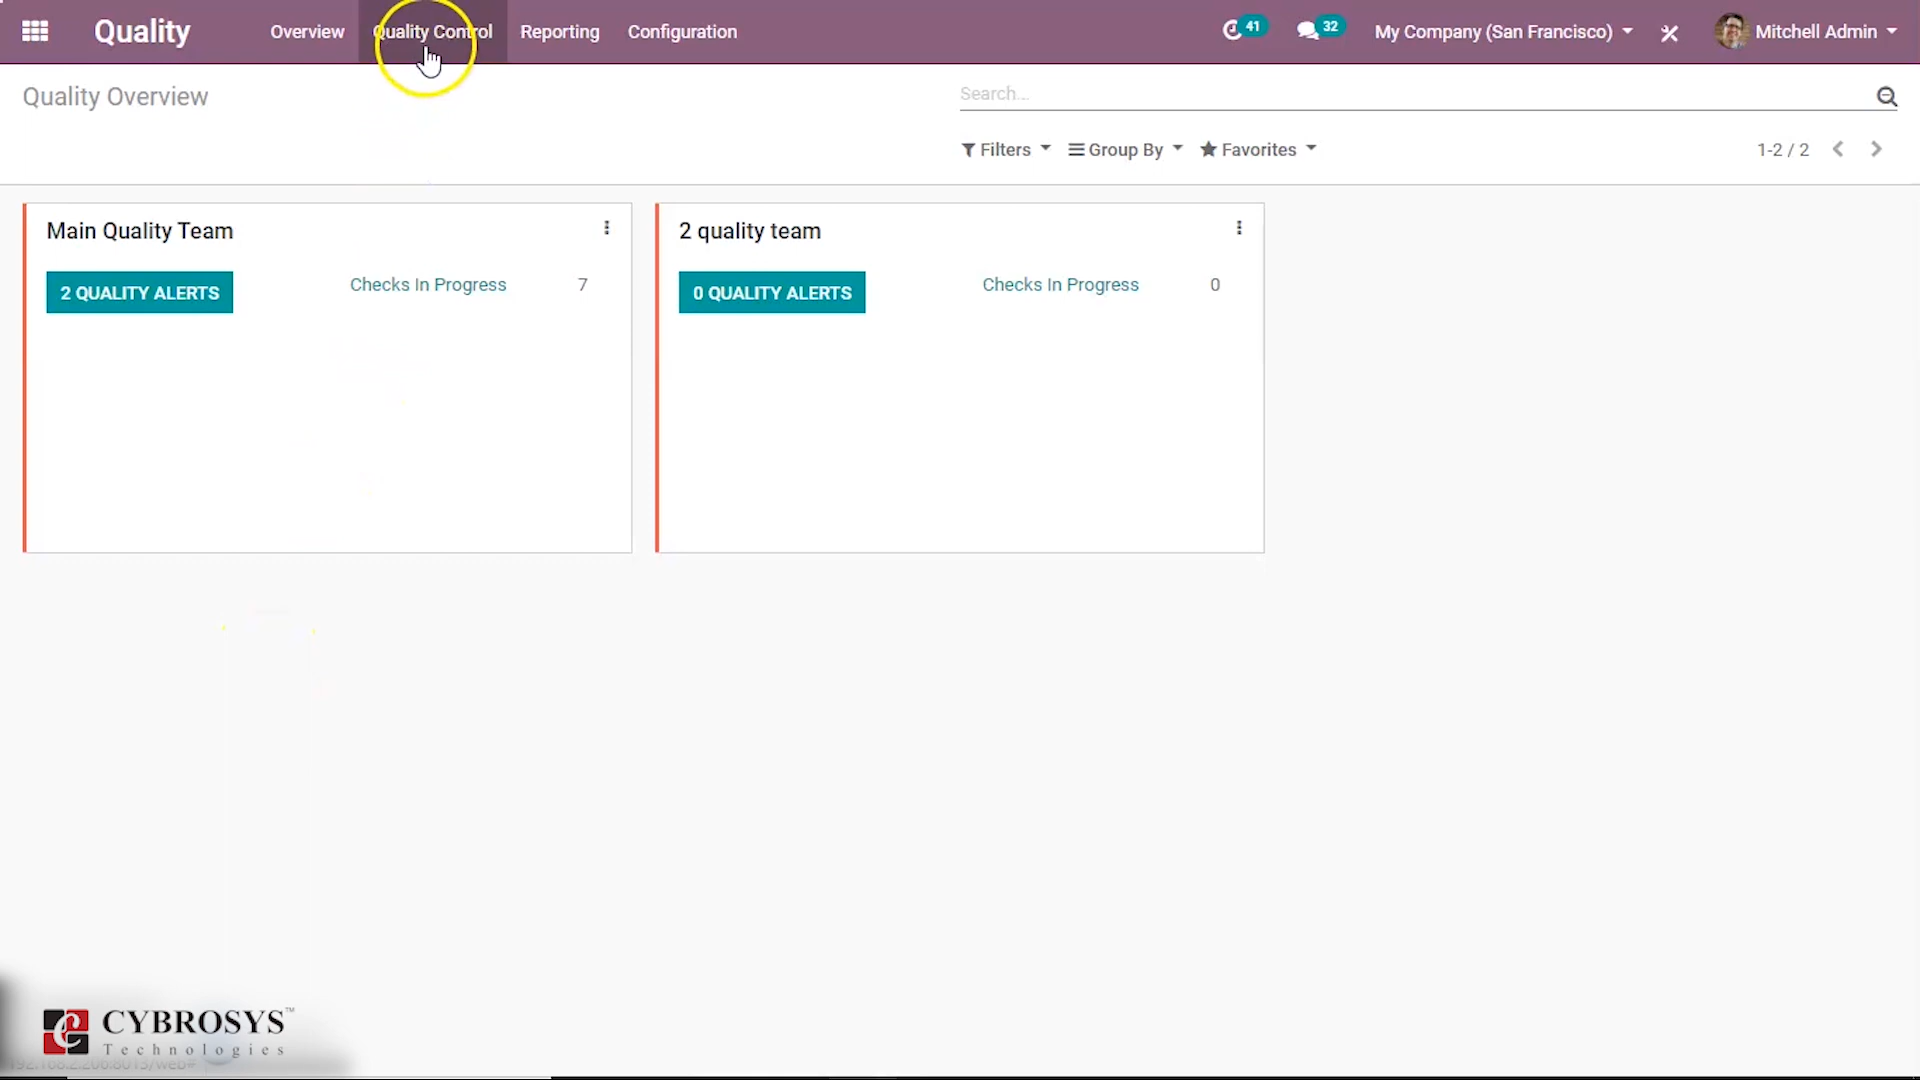 Quality Overview Quality Control Reporting Configuration 41 32 My Company (San Francisco) Mitchell Admin
Quality Overview
Search...
Filters Group By Favorites 1-2 / 2
Main Quality Team
2 QUALITY ALERTS Checks In Progress 7
2 quality team
0 QUALITY ALERTS Checks In Progress 0
CYBROSYS™
Technologies